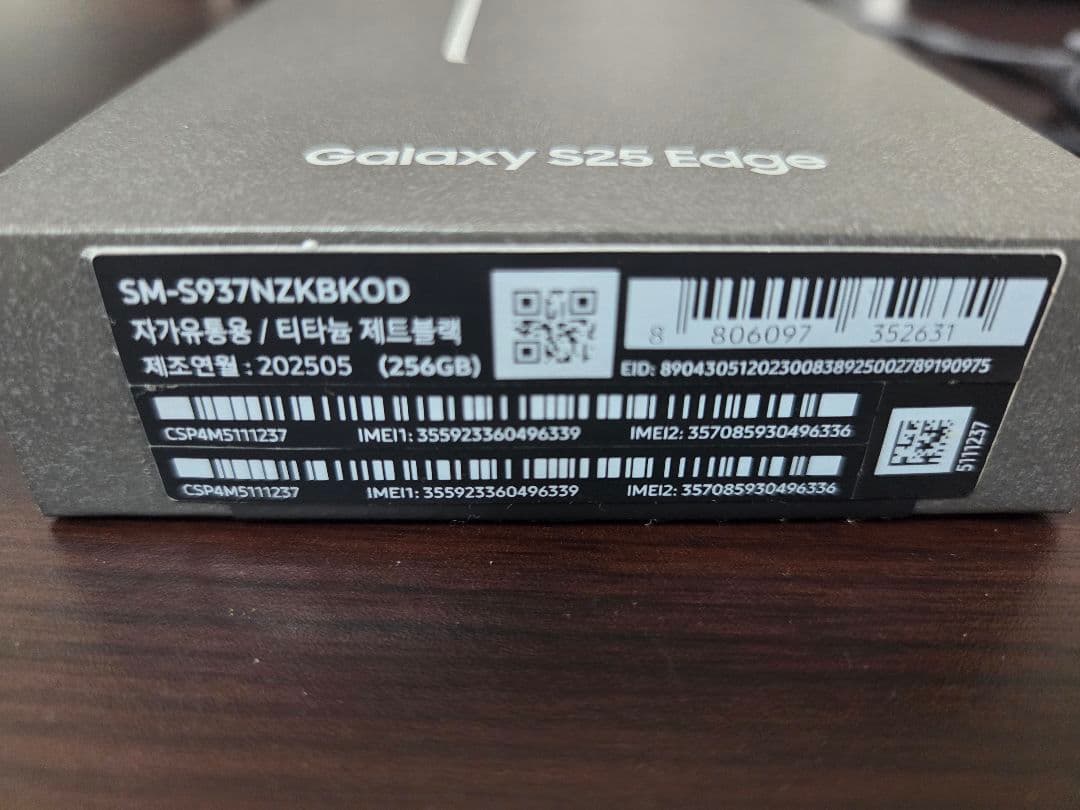 Galaxy S25 Edge
SM-S937NZKBKOD
자가유통용 / 티타늄 제트블랙
제조연월 : 202505 (256GB)
8 806097 352631
EID: 89043051202300838925002789190975
CSP4M5111237 IMEI1: 355923360496339 IMEI2: 357085930496336
CSP4M5111237 IMEI1: 355923360496339 IMEI2: 357085930496336
5111237